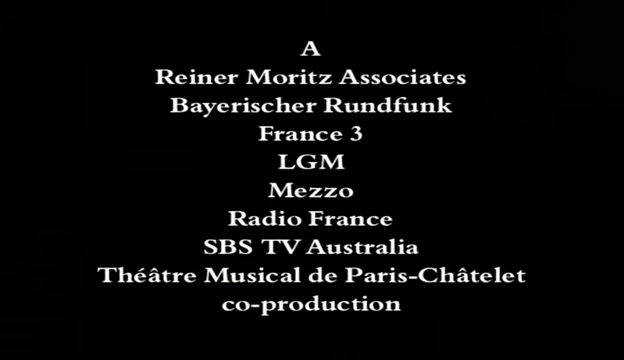 A
Reiner Moritz Associates
Bayerischer Rundfunk
France 3
LGM
Mezzo
Radio France
SBS TV Australia
Théâtre Musical de Paris-Châtelet
co-production